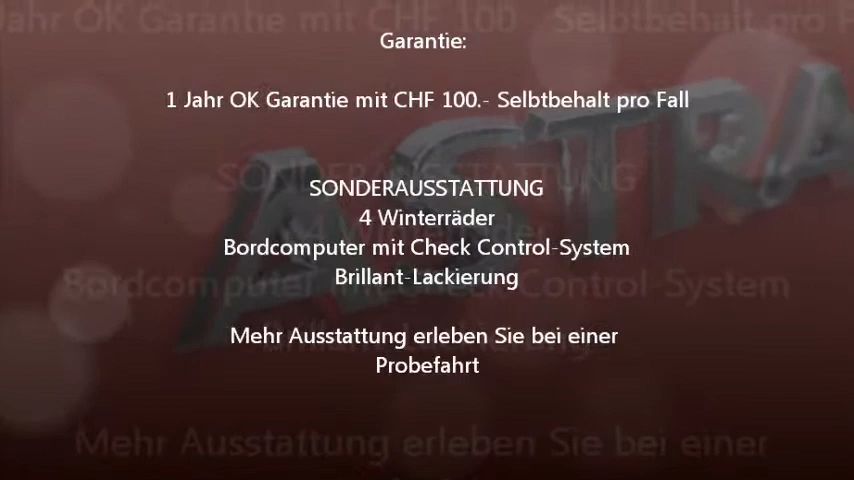 Garantie:
1 Jahr OK Garantie mit CHF 100.- Selbtbehalt pro Fall
SONDERAUSSTATTUNG
4 Winterräder
Bordcomputer mit Check Control-System
Brillant-Lackierung
Mehr Ausstattung erleben Sie bei einer
Probefahrt
ASTRA